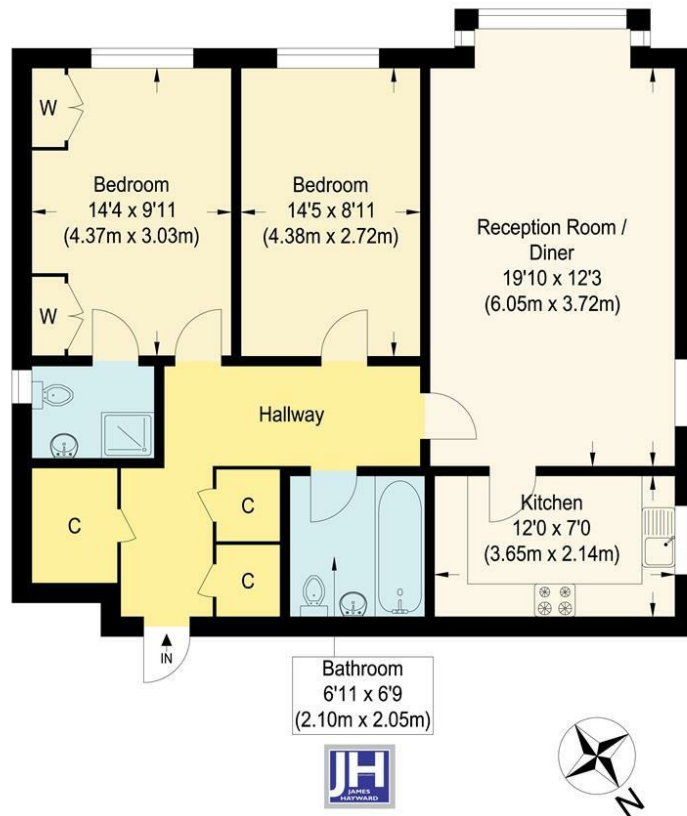 W
Bedroom
14'4 x 9'11
(4.37m x 3.03m)
W
Bedroom
14'5 x 8'11
(4.38m x 2.72m)
Reception Room /
Diner
19'10 x 12'3
(6.05m x 3.72m)
Hallway
C
C
C
Kitchen
12'0 x 7'0
(3.65m x 2.14m)
IN
Bathroom
6'11 x 6'9
(2.10m x 2.05m)
JH
JAMES
HAYWARD
N